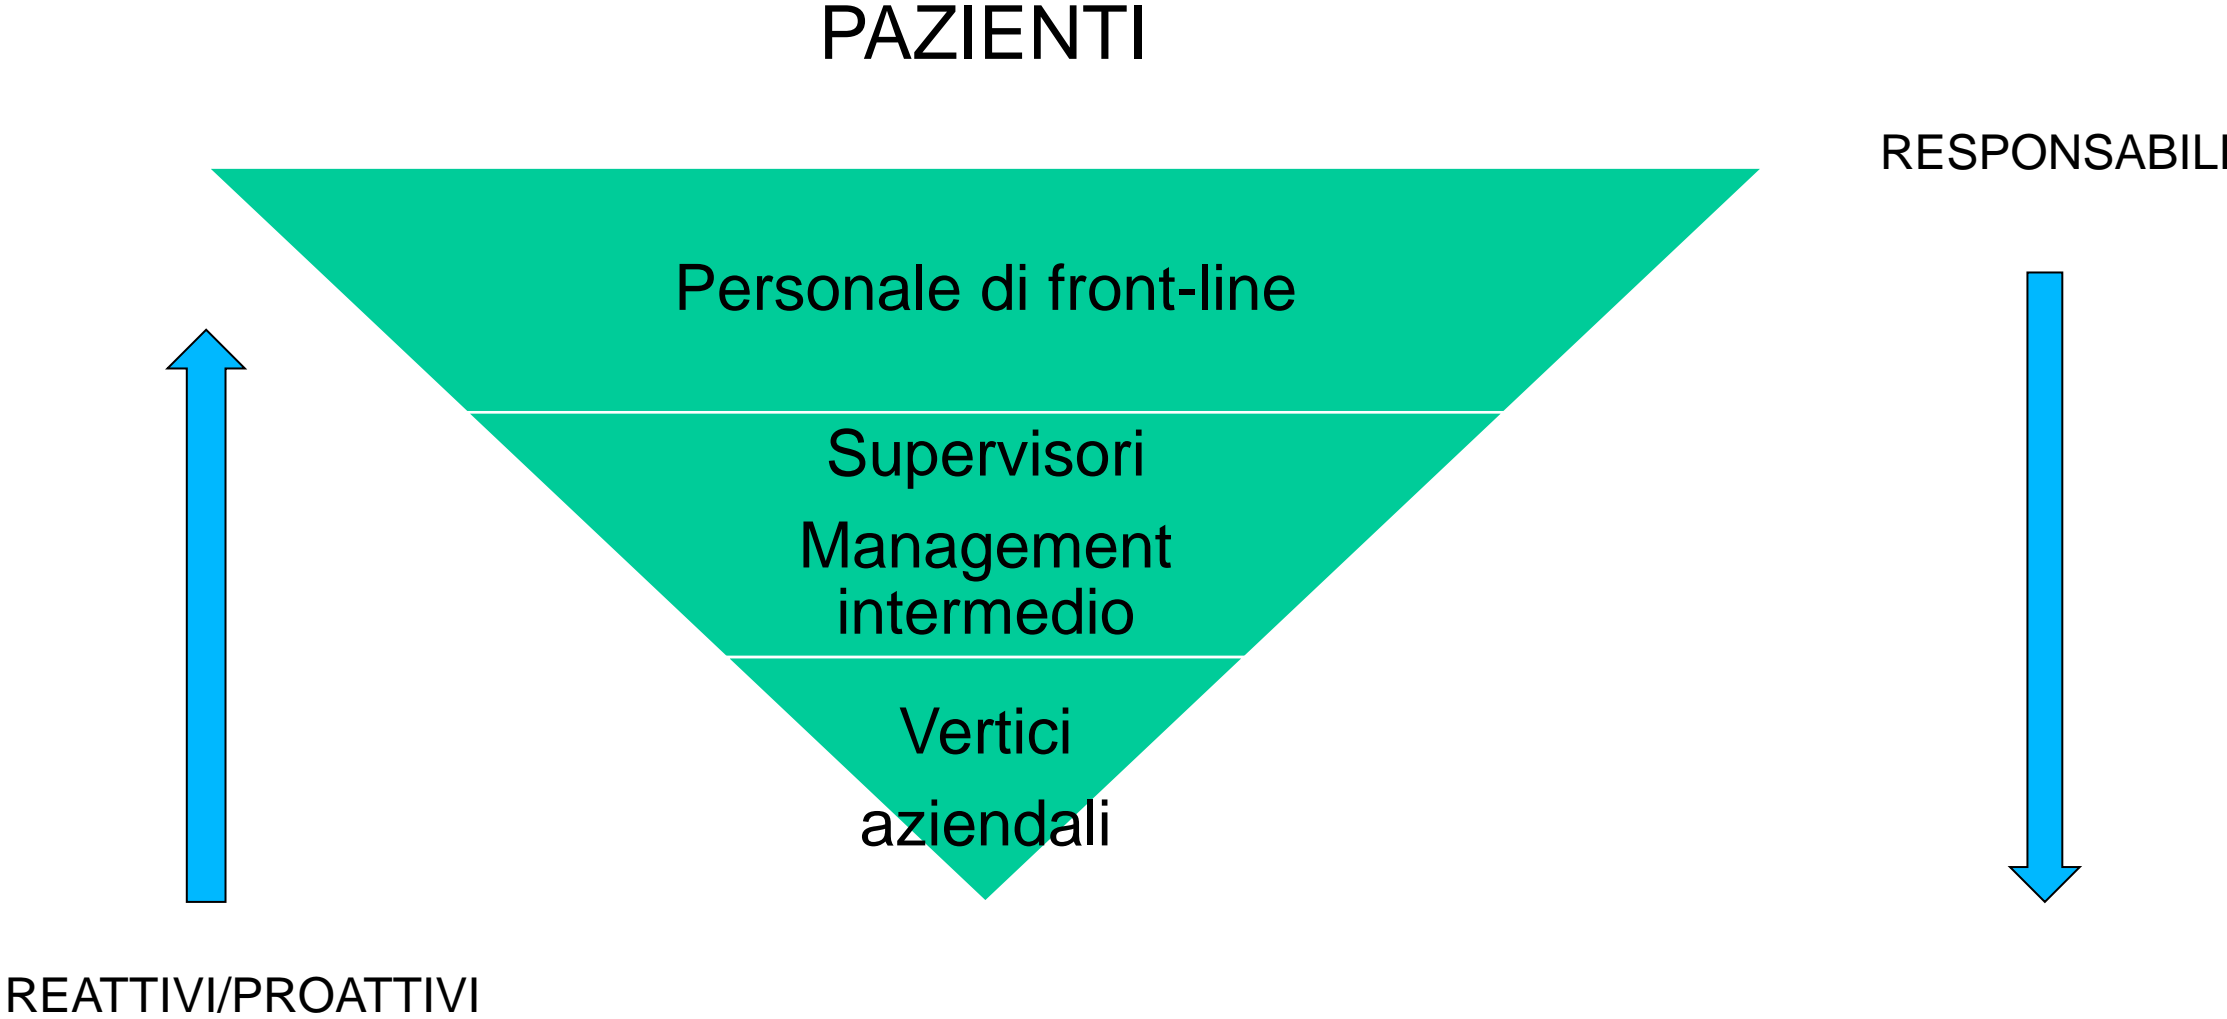 PAZIENTI
RESPONSABILI
Personale di front-line
Supervisori
Management
intermedio
Vertici
aziendali
REATTIVI/PROATTIVI